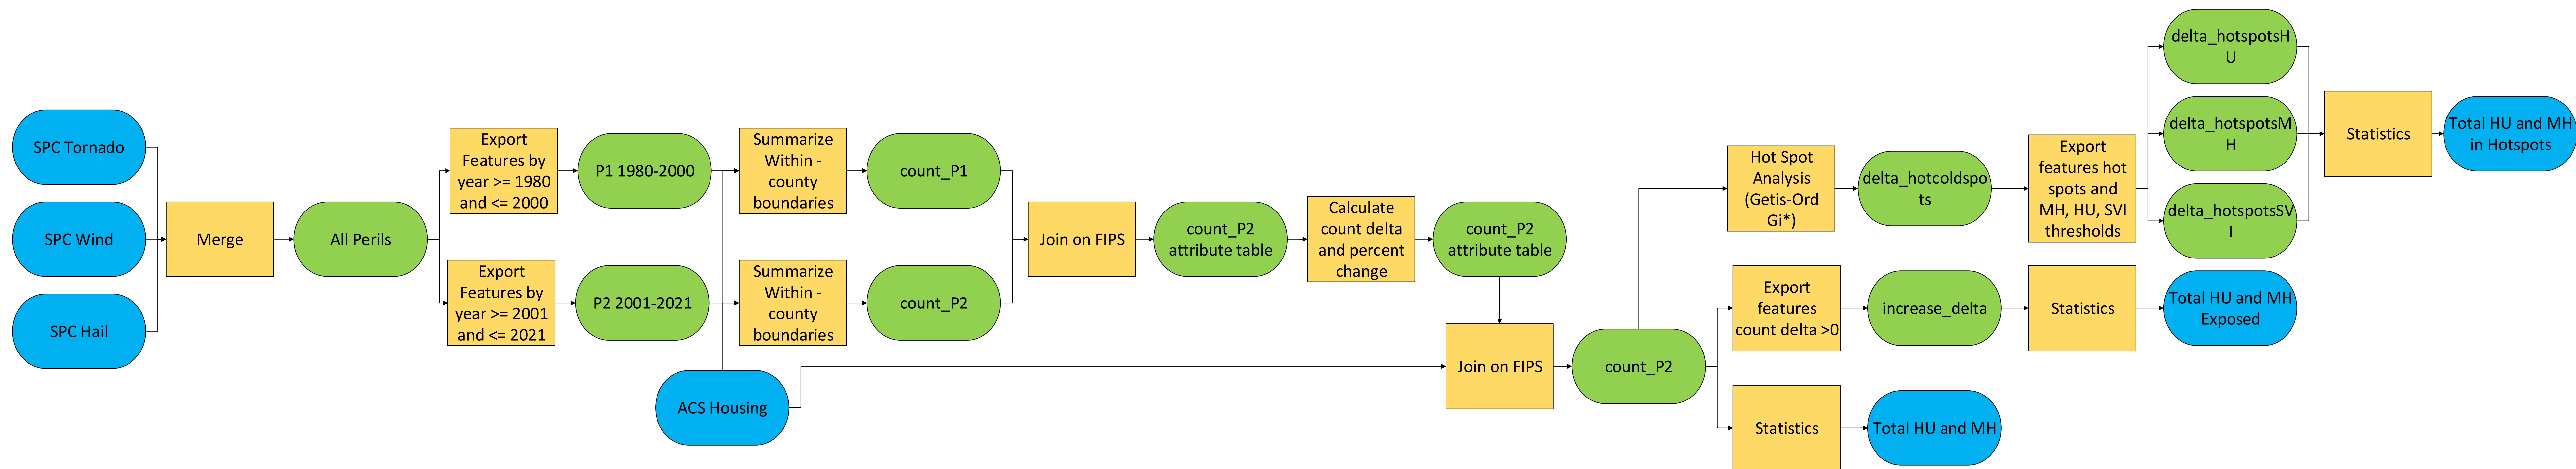 SPC Tornado
SPC Wind
SPC Hail
Merge
All Perils
Export
Features by
year >= 1980
and <= 2000
Export
Features by
year >= 2001
and <= 2021
P1 1980-2000
P2 2001-2021
ACS Housing
Summarize
Within -
county
boundaries
Summarize
Within -
county
boundaries
count_P1
count_P2
Join on FIPS
count_P2
attribute table
Calculate
count delta
and percent
change
count_P2
attribute table
Join on FIPS
count_P2
Hot Spot
Analysis
(Getis-Ord
Gi*)
delta_hotcoldspo
ts
Export
features hot
spots and
MH, HU, SVI
thresholds
delta_hotspotsH
U
delta_hotspotsM
H
delta_hotspotsSV
I
Statistics
Total HU and MH
in Hotspots
Export
features
count delta >0
increase_delta
Statistics
Total HU and MH
Exposed
Statistics
Total HU and MH